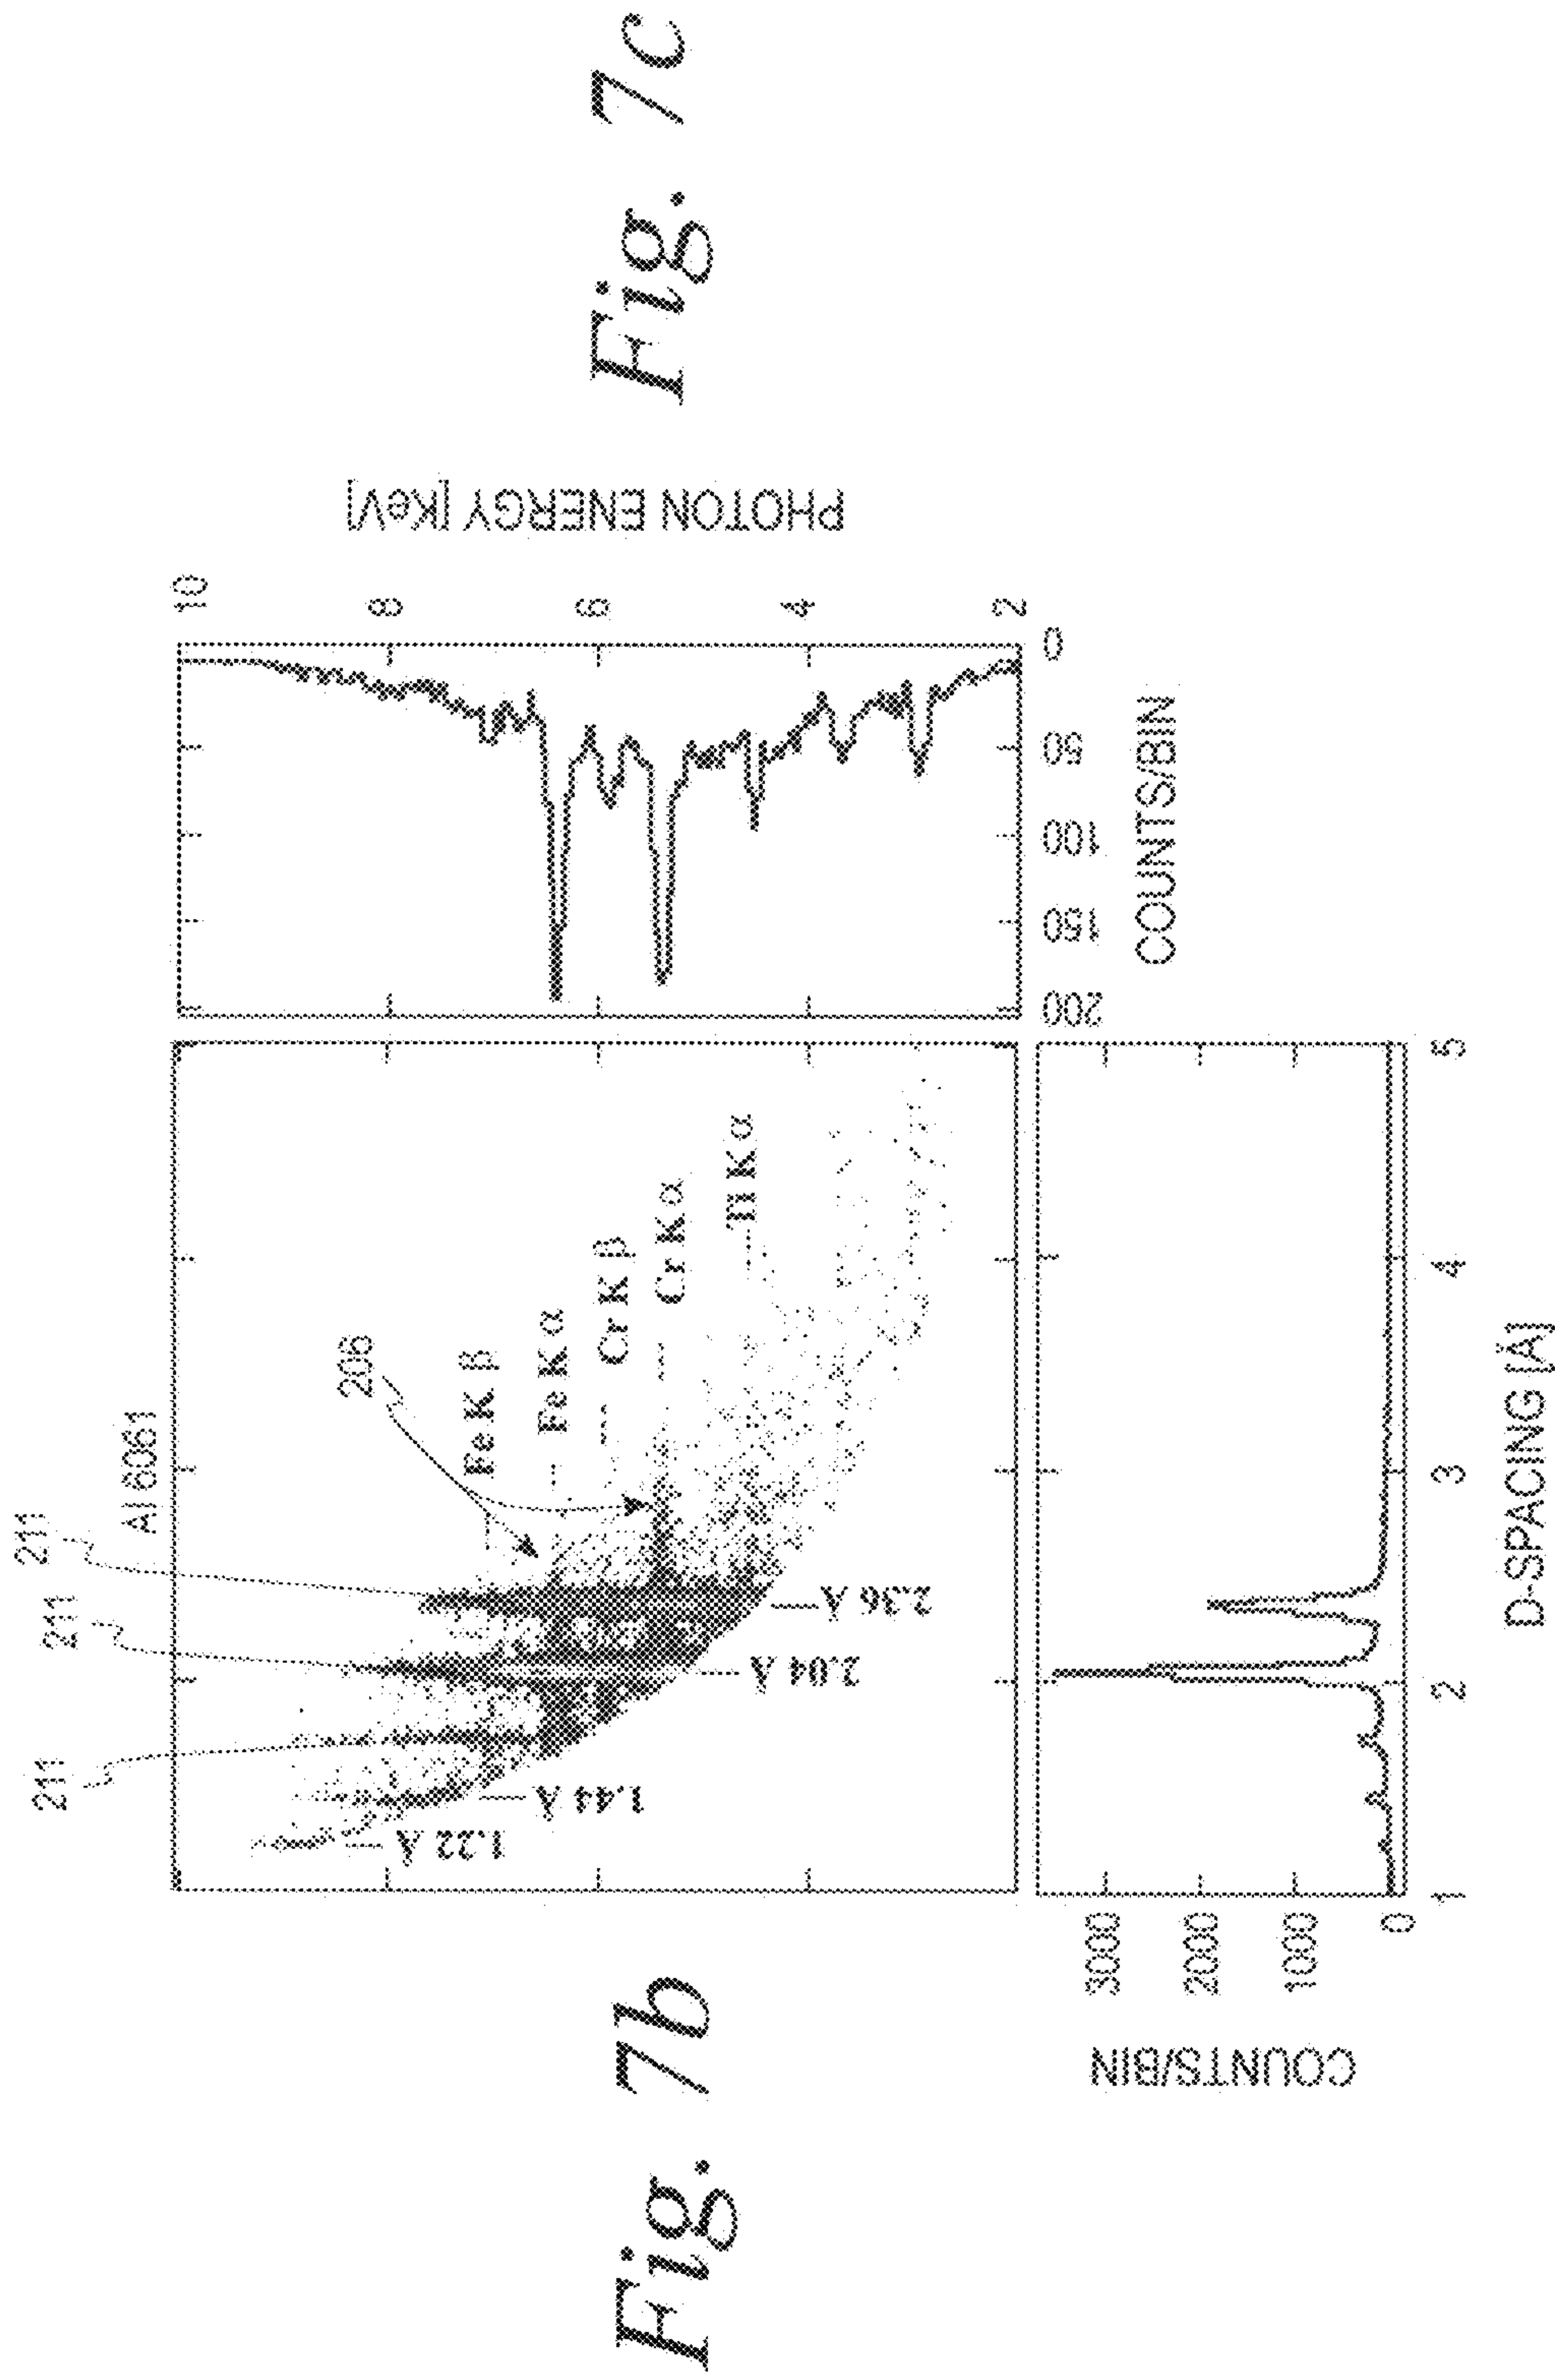 Fig. 7b
Fig. 7c
211
211
211
Al 6061
206
Fe K β
Fe K α
Cr K β
Cr K α
Ti K α
1.22 Å
1.44 Å
2.04 Å
2.36 Å
10
8
6
4
2
PHOTON ENERGY [KeV]
200
150
100
50
0
COUNTS/BIN
3000
2000
1000
0
COUNTS/BIN
1
2
3
4
5
D-SPACING [Å]